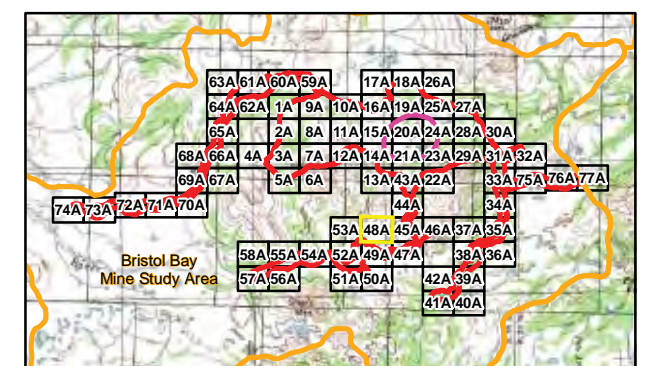 63A 61A 60A 59A 17A 18A 26A
64A 62A 1A 9A 10A 16A 19A 25A 27A
65A 2A 8A 11A 15A 20A 24A 28A 30A
68A 66A 4A 3A 7A 12A 14A 21A 23A 29A 31A 32A
69A 67A 5A 6A 13A 43A 22A 33A 75A 76A 77A
74A 73A 72A 71A 70A 44A 34A
53A 48A 45A 46A 37A 35A
58A 55A 54A 52A 49A 47A 38A 36A
57A 56A 51A 50A 42A 39A
41A 40A
Bristol Bay
Mine Study Area